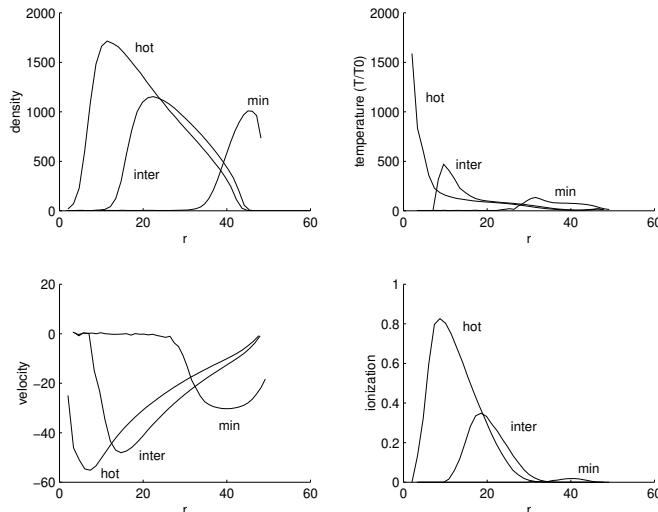 2000
1500
1000
500
0
0
20
40
60
r
density
hot
inter
min
2000
1500
1000
500
0
0
20
40
60
r
temperature (T/T0)
hot
inter
min
20
0
−20
−40
−60
0
20
40
60
r
velocity
hot
inter
min
1
0.8
0.6
0.4
0.2
0
0
20
40
60
r
ionization
hot
inter
min